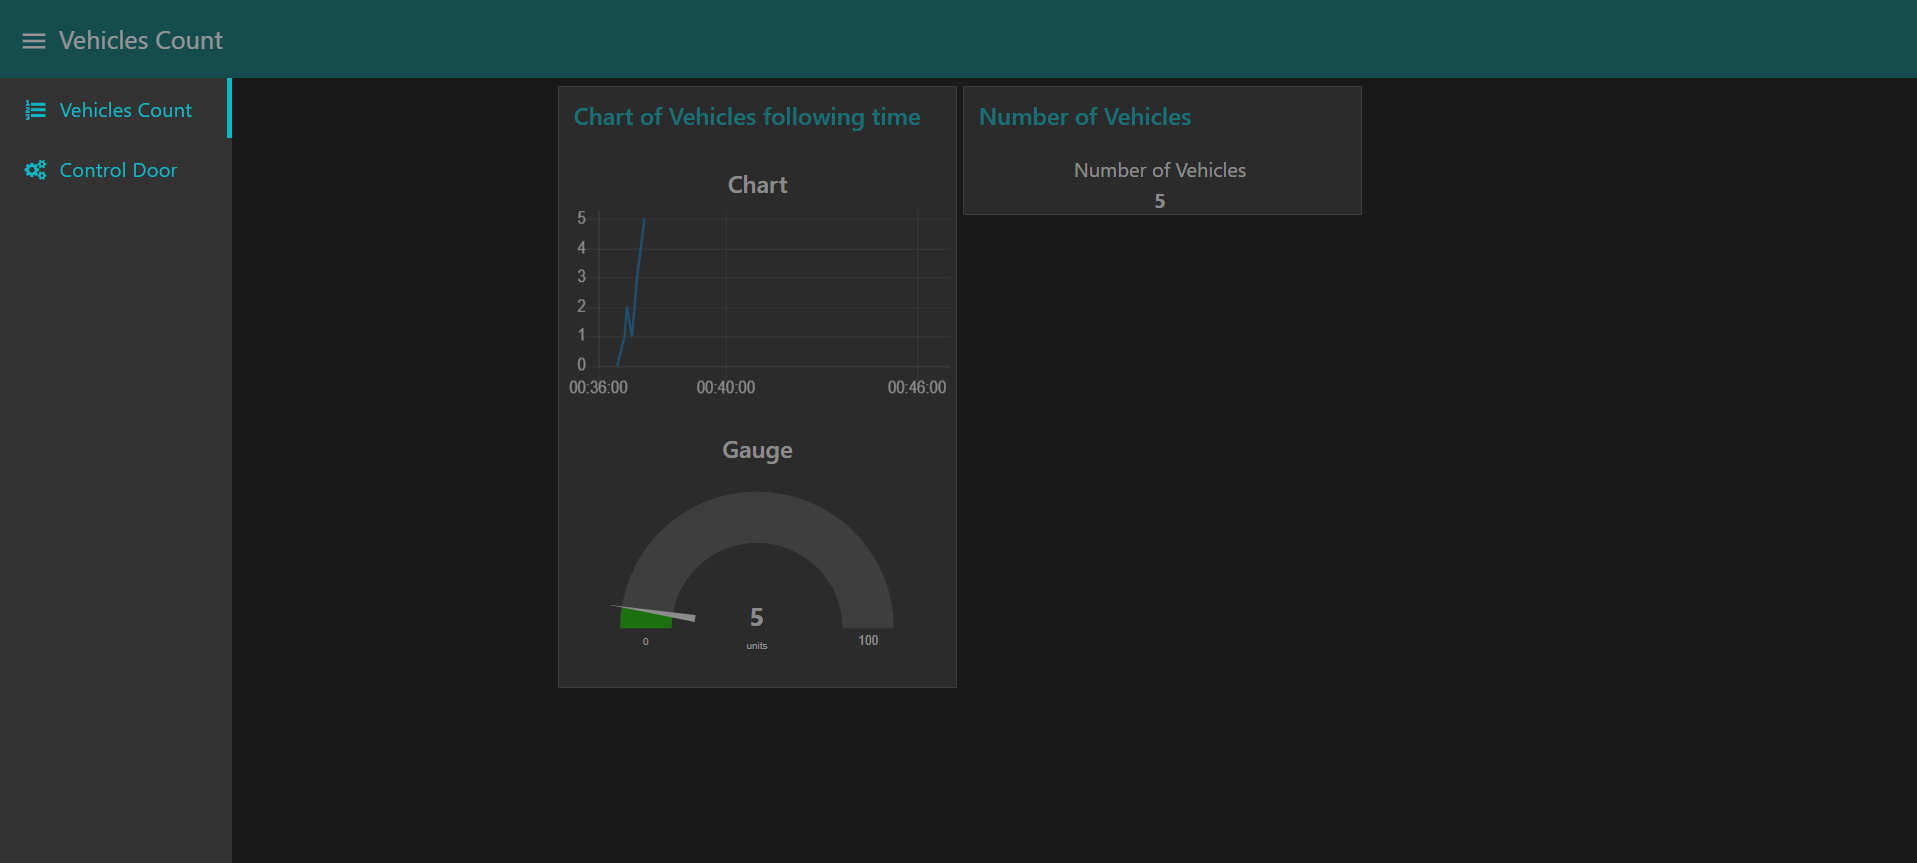 Vehicles Count
Vehicles Count
Control Door
Chart of Vehicles following time
Chart
5
4
3
2
1
0
00:36:00 00:40:00 00:46:00
Gauge
5
units
0
100
Number of Vehicles
Number of Vehicles
5